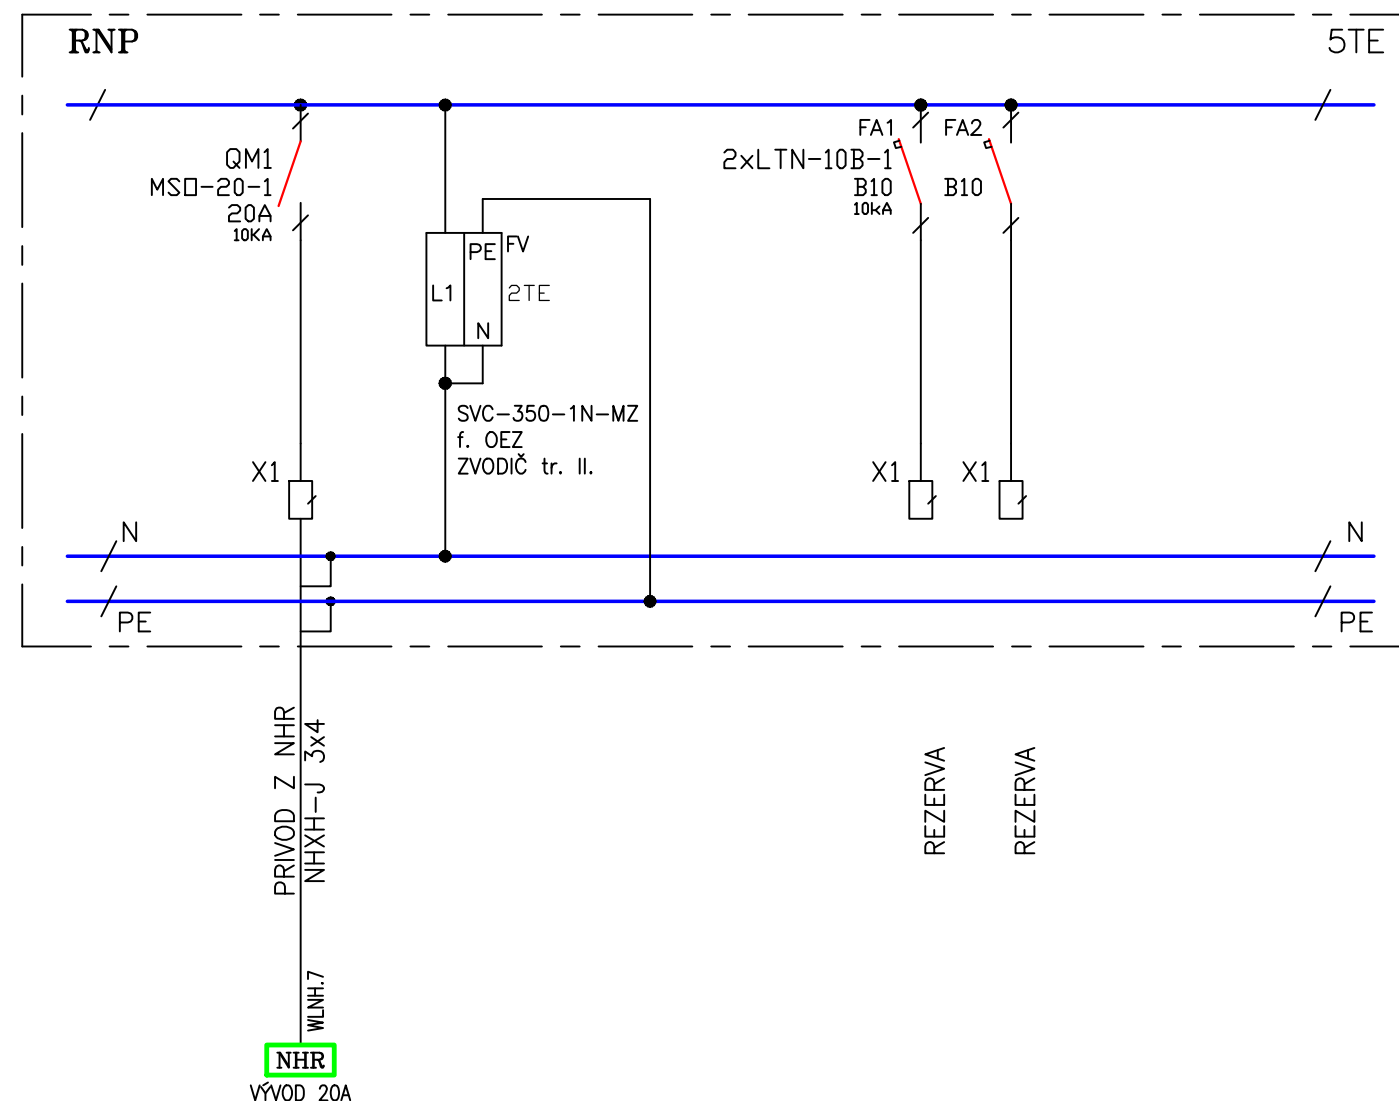 RNP
5TE
QM1
MSO-20-1
20A
10KA
FA1
FA2
2xLTN-10B-1
B10
10kA
B10
PE
FV
L1
2TE
N
SVC-350-1N-MZ
f. OEZ
ZVODIČ tr. II.
X1
X1
X1
N
N
PE
PE
PRIVOD Z NHR
NHXH-J 3x4
REZERVA
REZERVA
WLNH.7
NHR
VÝVOD 20A